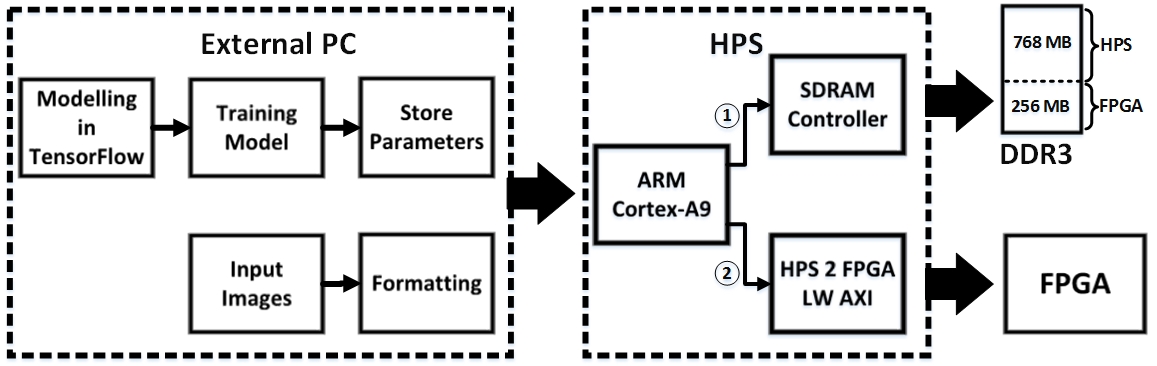 External PC
Modelling
in
TensorFlow
Training
Model
Store
Parameters
Input
Images
Formatting
HPS
ARM
Cortex-A9
1
SDRAM
Controller
2
HPS 2 FPGA
LW AXI
768 MB
HPS
256 MB
FPGA
DDR3
FPGA